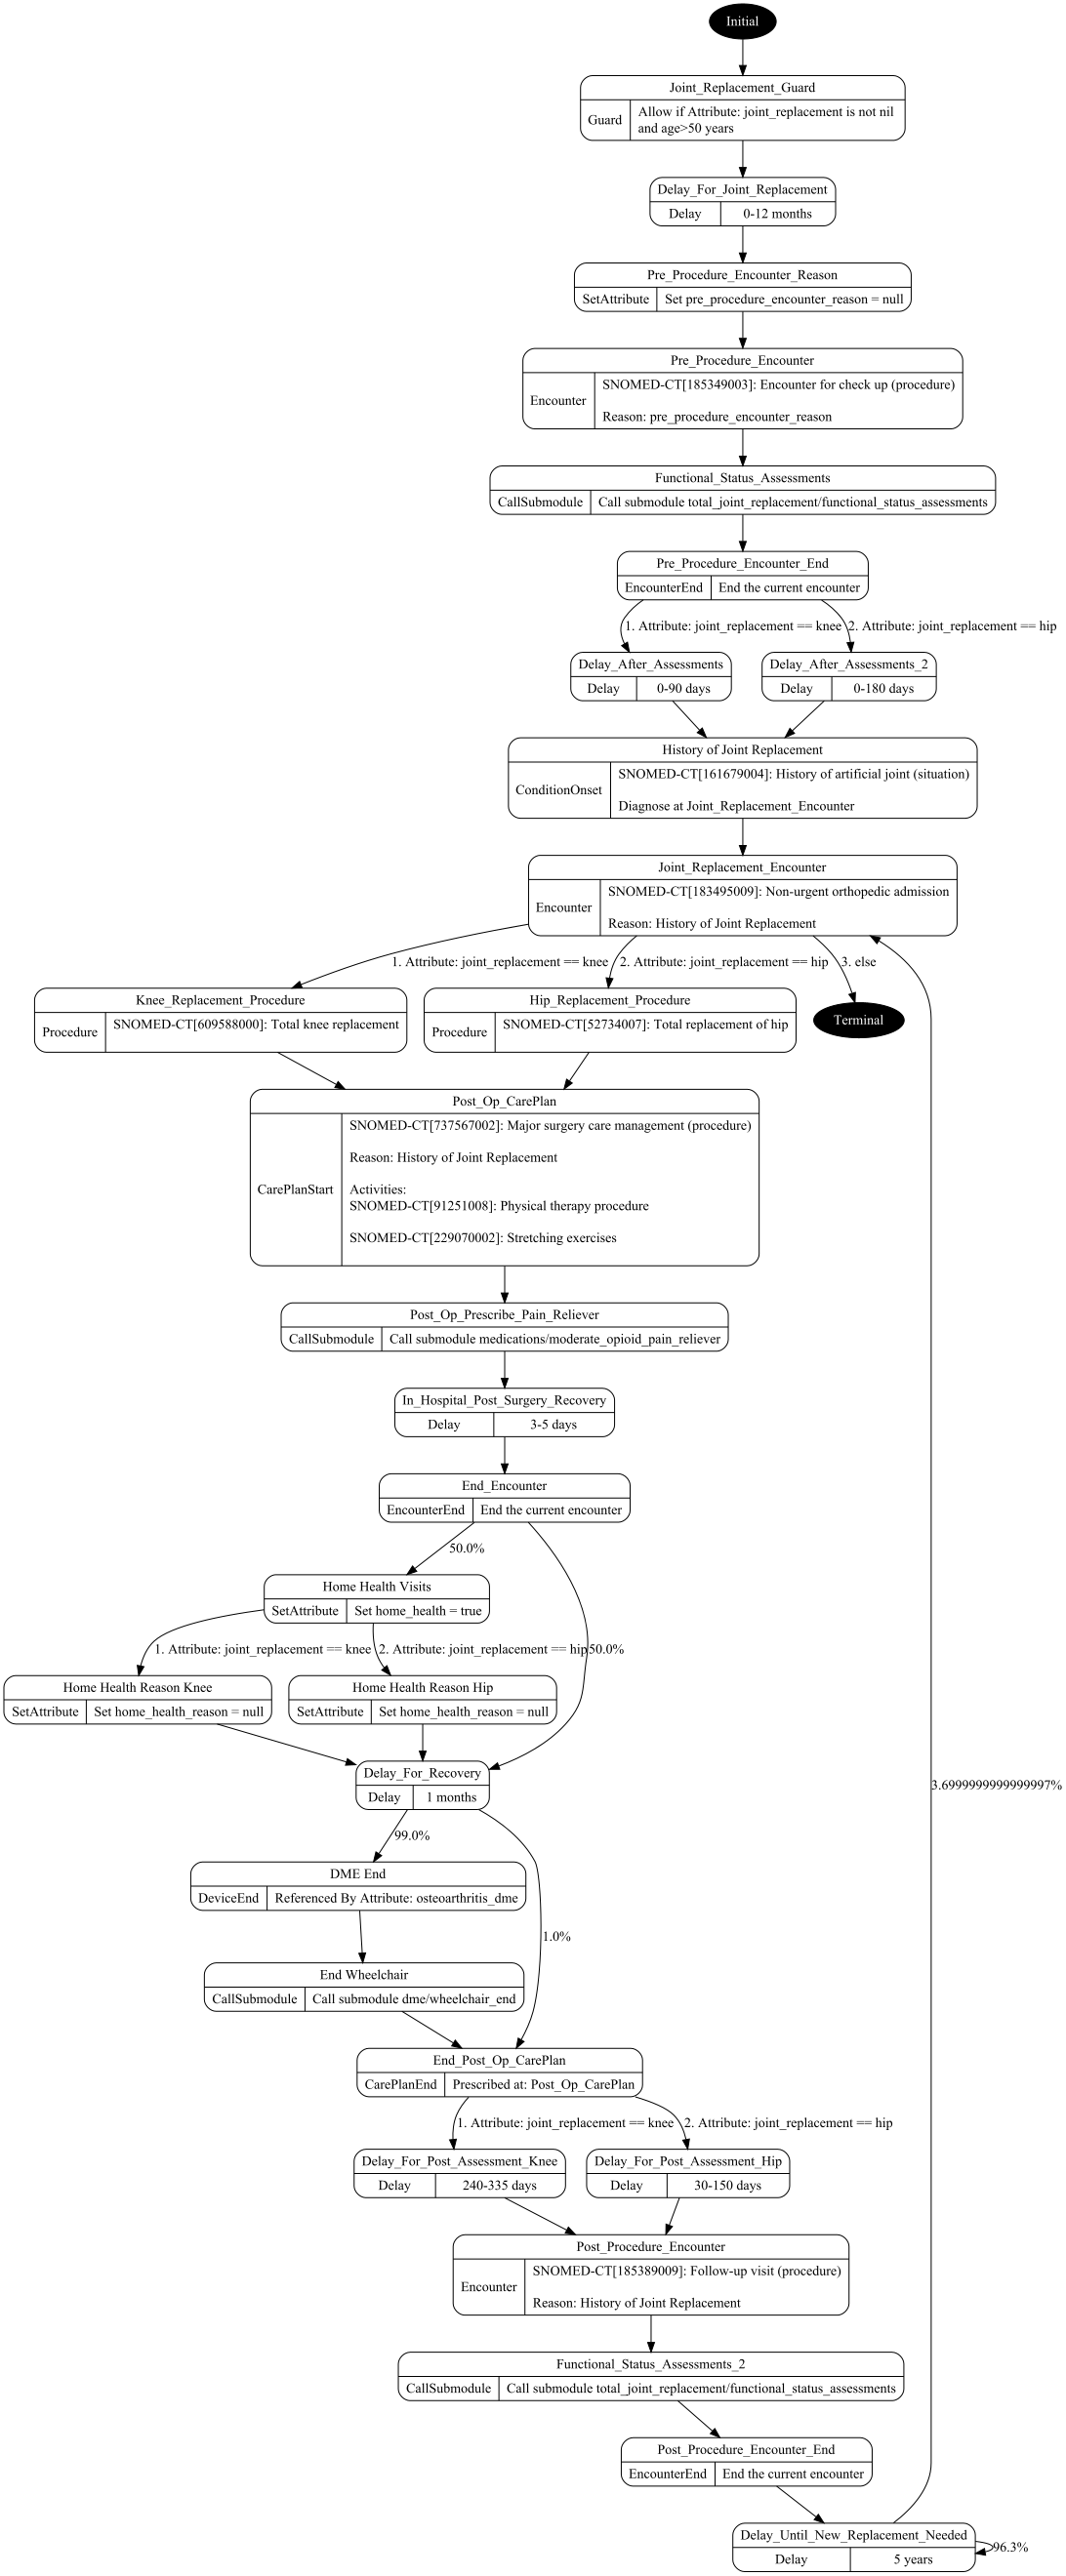 Initial
Joint_Replacement_Guard
Guard
Allow if Attribute: joint_replacement is not nil
and age>50 years
Delay_For_Joint_Replacement
Delay
0-12 months
Pre_Procedure_Encounter_Reason
SetAttribute
Set pre_procedure_encounter_reason = null
Pre_Procedure_Encounter
Encounter
SNOMED-CT[185349003]: Encounter for check up (procedure)
Reason: pre_procedure_encounter_reason
Functional_Status_Assessments
CallSubmodule
Call submodule total_joint_replacement/functional_status_assessments
Pre_Procedure_Encounter_End
EncounterEnd
End the current encounter
1. Attribute: joint_replacement == knee
2. Attribute: joint_replacement == hip
Delay_After_Assessments
Delay
0-90 days
Delay_After_Assessments_2
Delay
0-180 days
History of Joint Replacement
ConditionOnset
SNOMED-CT[161679004]: History of artificial joint (situation)
Diagnose at Joint_Replacement_Encounter
Joint_Replacement_Encounter
Encounter
SNOMED-CT[183495009]: Non-urgent orthopedic admission
Reason: History of Joint Replacement
1. Attribute: joint_replacement == knee
2. Attribute: joint_replacement == hip
3. else
Knee_Replacement_Procedure
Procedure
SNOMED-CT[609588000]: Total knee replacement
Hip_Replacement_Procedure
Procedure
SNOMED-CT[52734007]: Total replacement of hip
Terminal
Post_Op_CarePlan
CarePlanStart
SNOMED-CT[737567002]: Major surgery care management (procedure)
Reason: History of Joint Replacement
Activities:
SNOMED-CT[91251008]: Physical therapy procedure
SNOMED-CT[229070002]: Stretching exercises
Post_Op_Prescribe_Pain_Reliever
CallSubmodule
Call submodule medications/moderate_opioid_pain_reliever
In_Hospital_Post_Surgery_Recovery
Delay
3-5 days
End_Encounter
EncounterEnd
End the current encounter
50.0%
Home Health Visits
SetAttribute
Set home_health = true
1. Attribute: joint_replacement == knee
2. Attribute: joint_replacement == hip
50.0%
Home Health Reason Knee
SetAttribute
Set home_health_reason = null
Home Health Reason Hip
SetAttribute
Set home_health_reason = null
Delay_For_Recovery
Delay
1 months
3.6999999999999997%
99.0%
DME End
DeviceEnd
Referenced By Attribute: osteoarthritis_dme
1.0%
End Wheelchair
CallSubmodule
Call submodule dme/wheelchair_end
End_Post_Op_CarePlan
CarePlanEnd
Prescribed at: Post_Op_CarePlan
1. Attribute: joint_replacement == knee
2. Attribute: joint_replacement == hip
Delay_For_Post_Assessment_Knee
Delay
240-335 days
Delay_For_Post_Assessment_Hip
Delay
30-150 days
Post_Procedure_Encounter
Encounter
SNOMED-CT[185389009]: Follow-up visit (procedure)
Reason: History of Joint Replacement
Functional_Status_Assessments_2
CallSubmodule
Call submodule total_joint_replacement/functional_status_assessments
Post_Procedure_Encounter_End
EncounterEnd
End the current encounter
Delay_Until_New_Replacement_Needed
Delay
5 years
96.3%